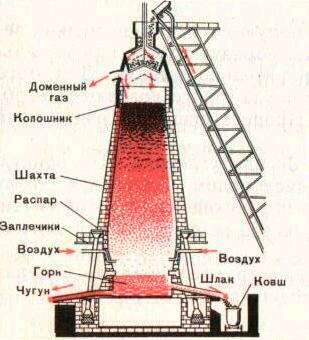 Доменный
газ
Колошник
Шахта
Распар
Заплечики
Воздух
Воздух
Горн
Шлак
Ковш
Чугун